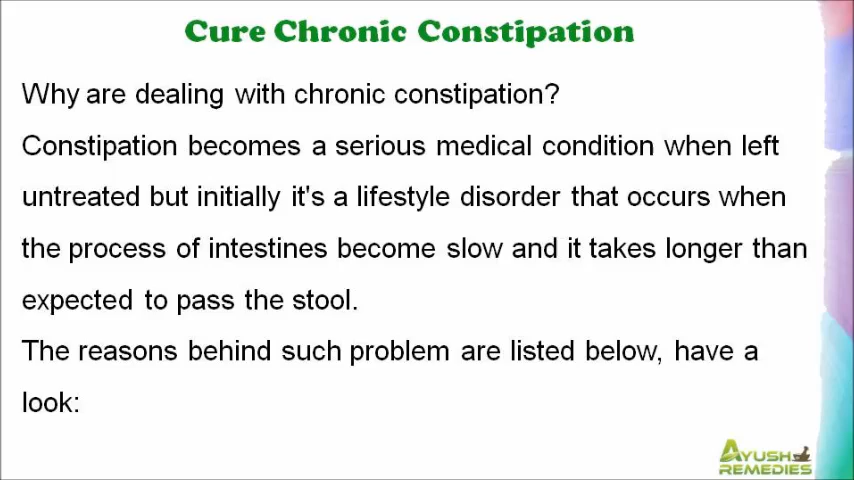 Cure Chronic Constipation
Why are dealing with chronic constipation?
Constipation becomes a serious medical condition when left
untreated but initially it's a lifestyle disorder that occurs when
the process of intestines become slow and it takes longer than
expected to pass the stool.
The reasons behind such problem are listed below, have a
look:
AYUSH
REMEDIES